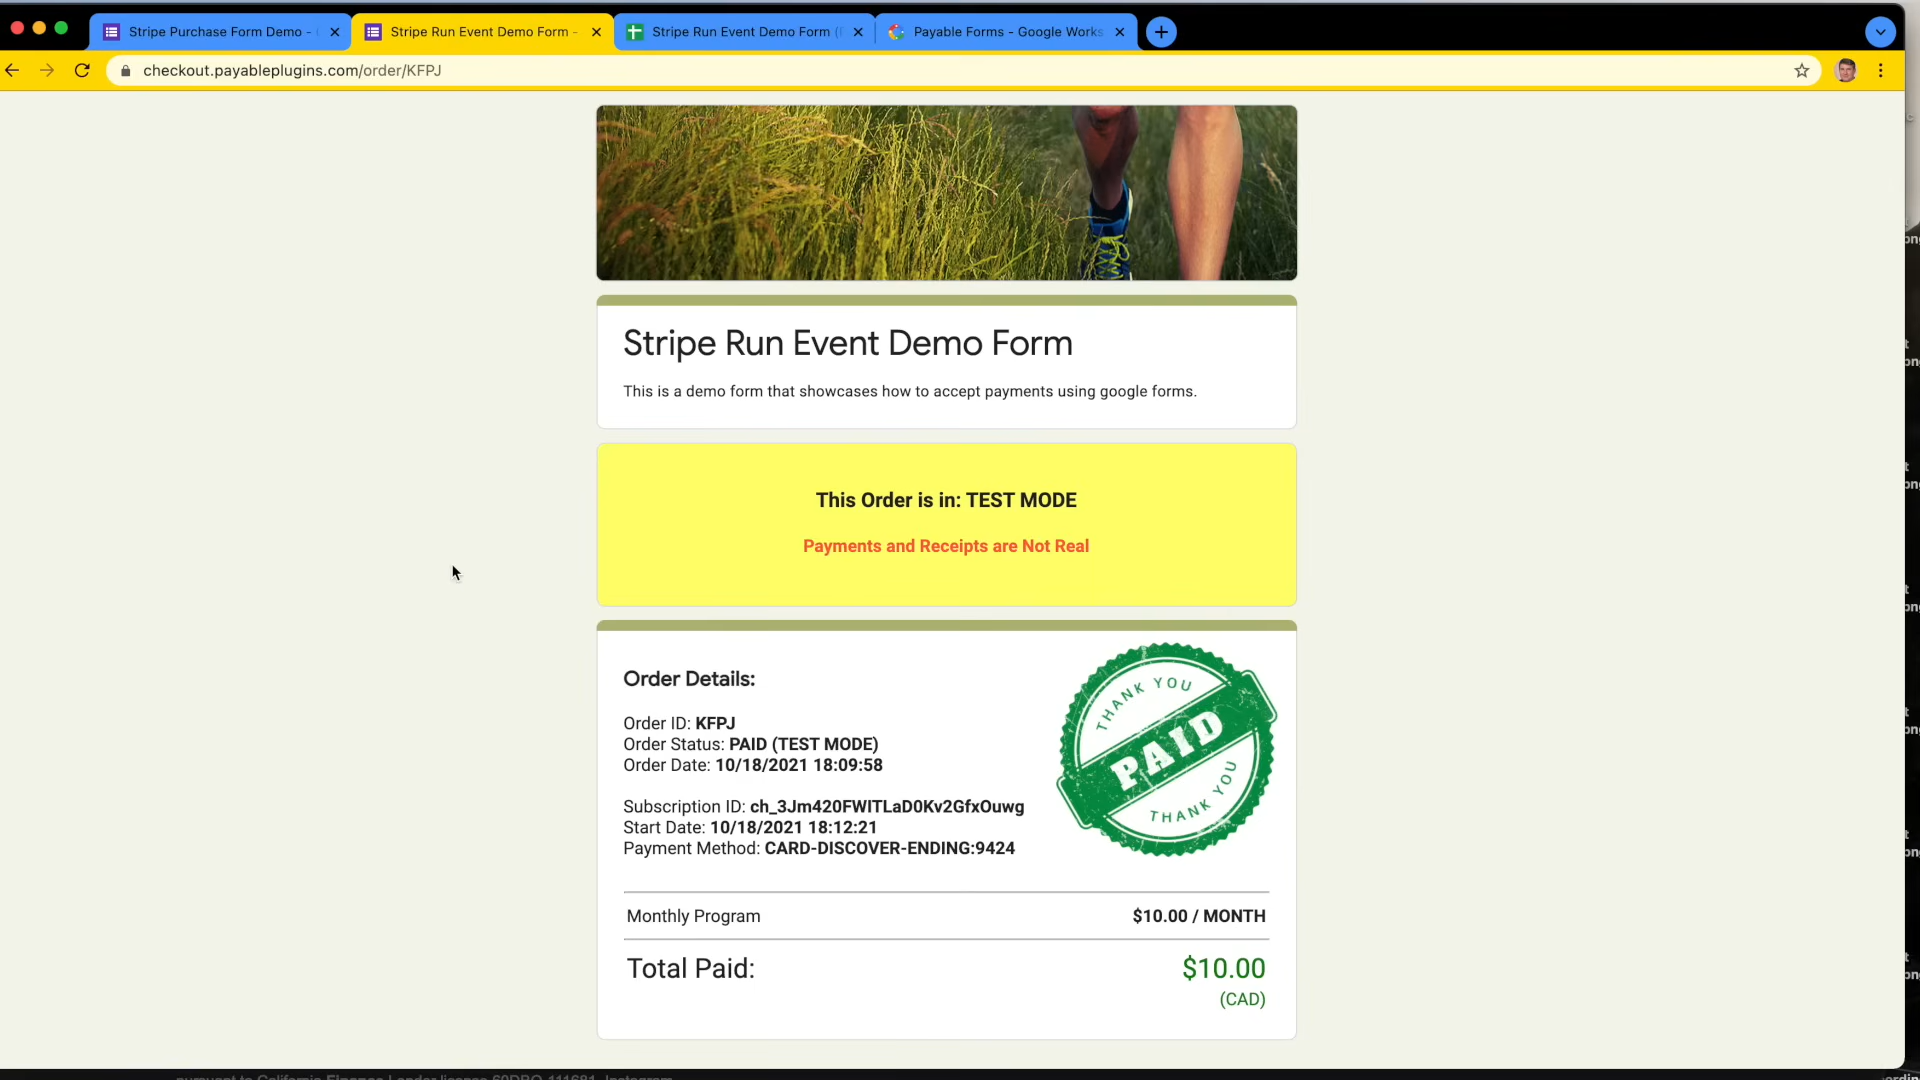 Stripe Purchase Form Demo -
Stripe Run Event Demo Form -
Stripe Run Event Demo Form (
Payable Forms - Google Works
checkout.payableplugins.com/order/KFPJ
Stripe Run Event Demo Form
This is a demo form that showcases how to accept payments using google forms.
This Order is in: TEST MODE
Payments and Receipts are Not Real
Order Details:
Order ID: KFPJ
Order Status: PAID (TEST MODE)
Order Date: 10/18/2021 18:09:58
Subscription ID: ch_3Jm420FWITLaD0Kv2GfxOuwg
Start Date: 10/18/2021 18:12:21
Payment Method: CARD-DISCOVER-ENDING:9424
THANK YOU
PAID
THANK YOU
Monthly Program $10.00 / MONTH
Total Paid: $10.00
(CAD)